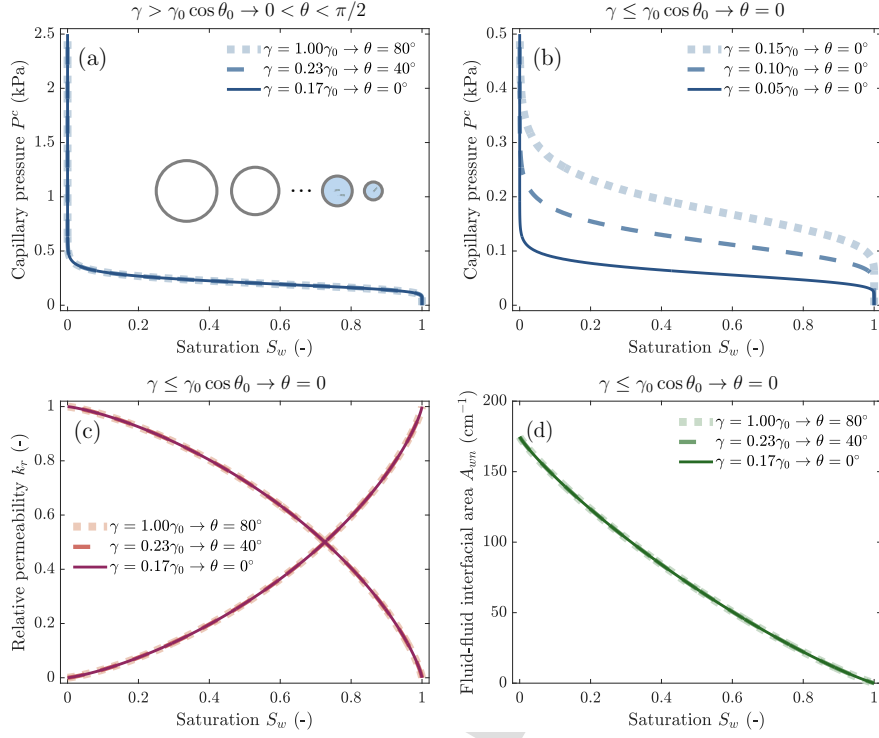 γ > γ₀ cos θ₀ → 0 < θ < π/2
(a)
γ = 1.00γ₀ → θ = 80°
γ = 0.23γ₀ → θ = 40°
γ = 0.17γ₀ → θ = 0°
Capillary pressure Pᶜ (kPa)
2.5
2
1.5
1
0.5
0
0 0.2 0.4 0.6 0.8 1
Saturation S_w (-)
γ ≤ γ₀ cos θ₀ → θ = 0
(b)
γ = 0.15γ₀ → θ = 0°
γ = 0.10γ₀ → θ = 0°
γ = 0.05γ₀ → θ = 0°
Capillary pressure Pᶜ (kPa)
0.5
0.4
0.3
0.2
0.1
0
0 0.2 0.4 0.6 0.8 1
Saturation S_w (-)
γ ≤ γ₀ cos θ₀ → θ = 0
(c)
γ = 1.00γ₀ → θ = 80°
γ = 0.23γ₀ → θ = 40°
γ = 0.17γ₀ → θ = 0°
Relative permeability k_r (-)
1
0.8
0.6
0.4
0.2
0
0 0.2 0.4 0.6 0.8 1
Saturation S_w (-)
γ ≤ γ₀ cos θ₀ → θ = 0
(d)
γ = 1.00γ₀ → θ = 80°
γ = 0.23γ₀ → θ = 40°
γ = 0.17γ₀ → θ = 0°
Fluid-fluid interfacial area A_wn (cm⁻¹)
200
150
100
50
0
0 0.2 0.4 0.6 0.8 1
Saturation S_w (-)